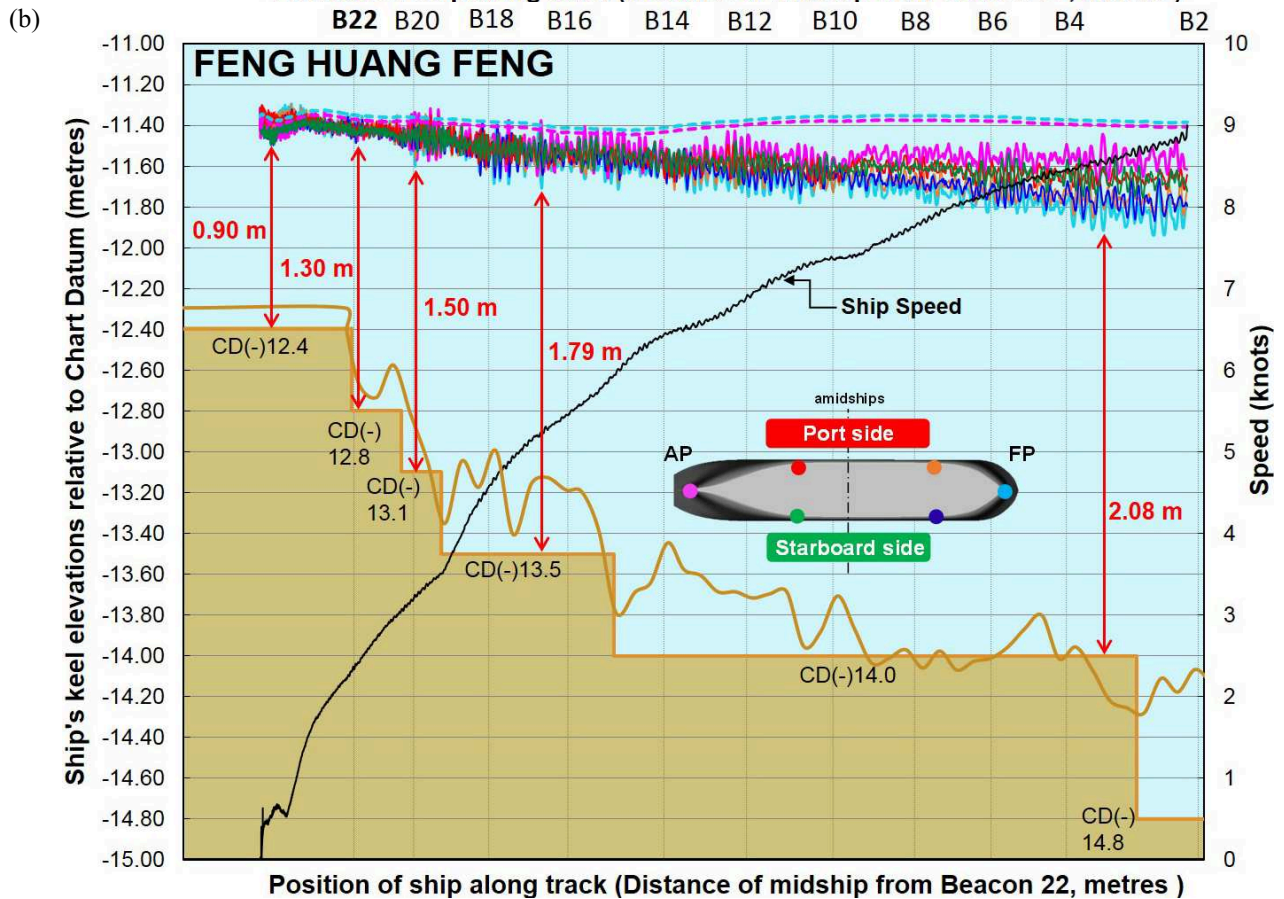 (b)
B22 B20 B18 B16 B14 B12 B10 B8 B6 B4 B2
FENG HUANG FENG
Ship's keel elevations relative to Chart Datum (metres)
-11.00
-11.20
-11.40
-11.60
-11.80
-12.00
-12.20
-12.40
-12.60
-12.80
-13.00
-13.20
-13.40
-13.60
-13.80
-14.00
-14.20
-14.40
-14.60
-14.80
-15.00
0.90 m
1.30 m
1.50 m
1.79 m
2.08 m
Ship Speed
CD(-)12.4
CD(-)
12.8
CD(-)
13.1
CD(-)13.5
CD(-)14.0
CD(-)
14.8
amidships
Port side
AP
FP
Starboard side
10
9
8
7
6
5
4
3
2
1
0
Speed (knots)
Position of ship along track (Distance of midship from Beacon 22, metres )